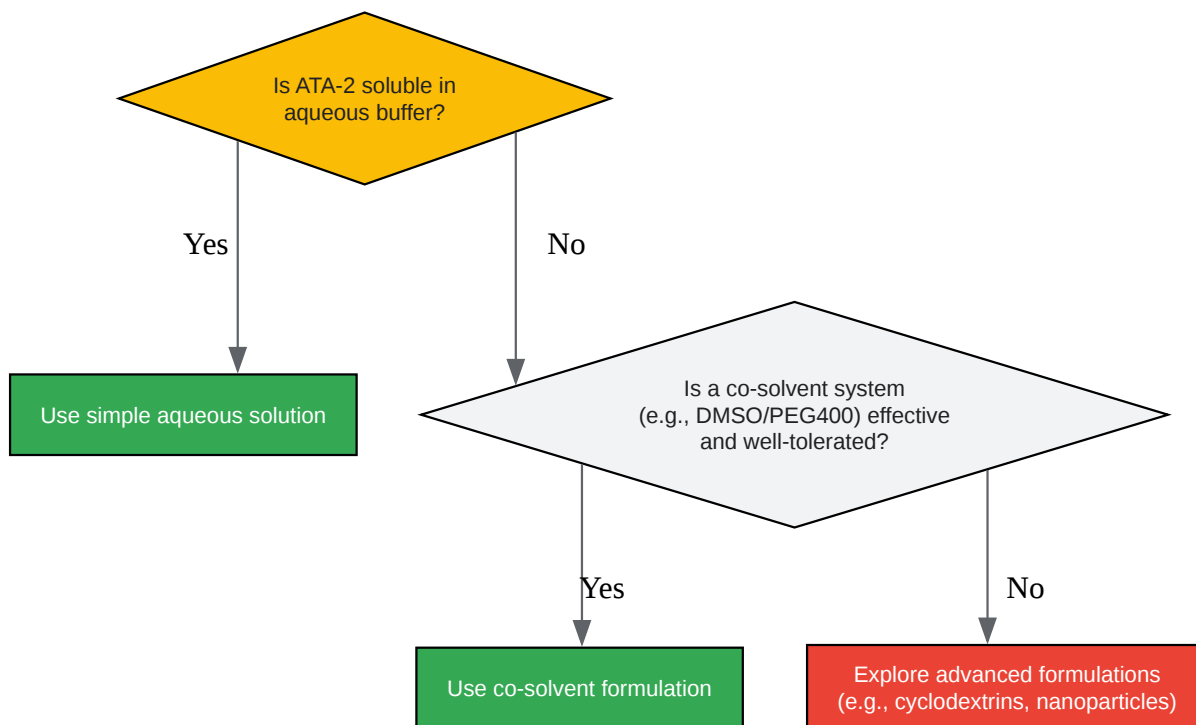 Is ATA-2 soluble in
aqueous buffer?
Yes
No
Use simple aqueous solution
Is a co-solvent system
(e.g., DMSO/PEG400) effective
and well-tolerated?
Yes
No
Use co-solvent formulation
Explore advanced formulations
(e.g., cyclodextrins, nanoparticles)